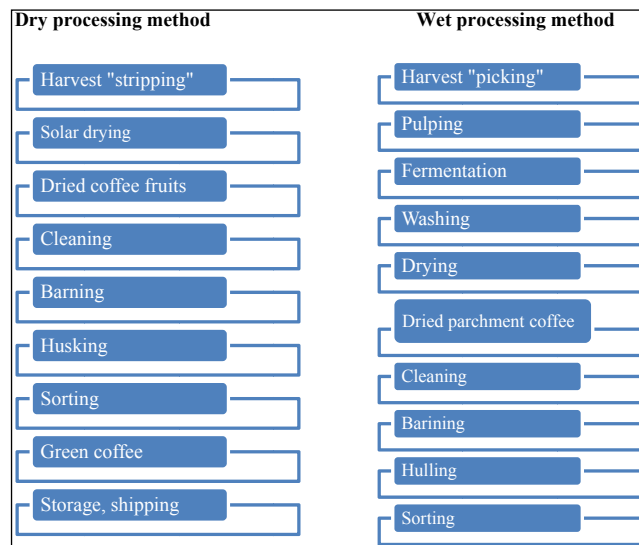 Dry processing method
Harvest "stripping"
Solar drying
Dried coffee fruits
Cleaning
Barning
Husking
Sorting
Green coffee
Storage, shipping
Wet processing method
Harvest "picking"
Pulping
Fermentation
Washing
Drying
Dried parchment coffee
Cleaning
Barining
Hulling
Sorting